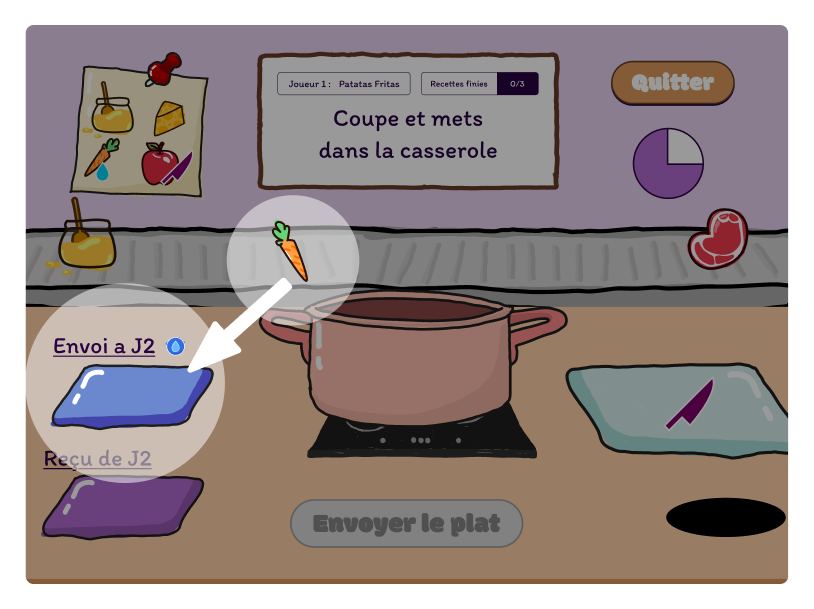 Joueur 1 : Patatas Fritas
Recettes finies 0/3
Quitter
Coupe et mets
dans la casserole
Envoi a J2
Reçu de J2
Envoyer le plat